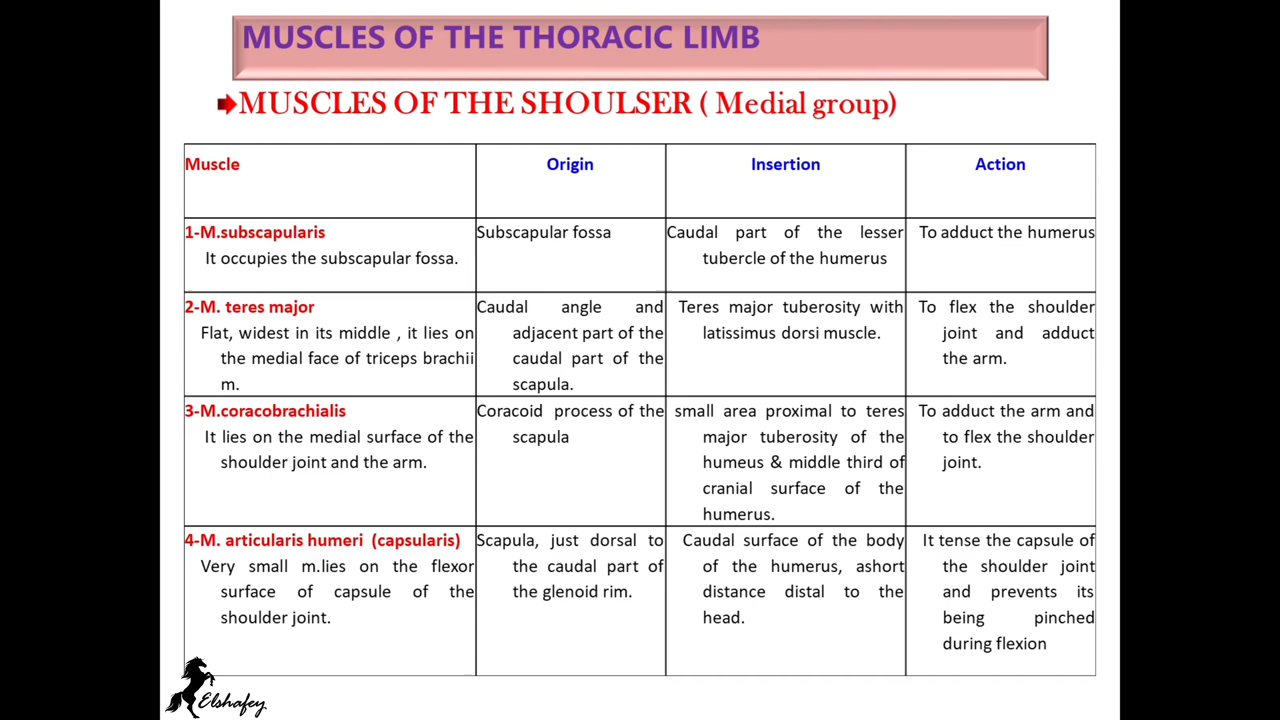 MUSCLES OF THE THORACIC LIMB
MUSCLES OF THE SHOULSER ( Medial group)
Muscle
Origin
Insertion
Action
1-M.subscapularis
It occupies the subscapular fossa.
Subscapular fossa
Caudal part of the lesser
tubercle of the humerus
To adduct the humerus
2-M. teres major
Flat, widest in its middle , it lies on
the medial face of triceps brachii
m.
Caudal angle and
adjacent part of the
caudal part of the
scapula.
Teres major tuberosity with
latissimus dorsi muscle.
To flex the shoulder
joint and adduct
the arm.
3-M.coracobrachialis
It lies on the medial surface of the
shoulder joint and the arm.
Coracoid process of the
scapula
small area proximal to teres
major tuberosity of the
humeus & middle third of
cranial surface of the
humerus.
To adduct the arm and
to flex the shoulder
joint.
4-M. articularis humeri (capsularis)
Very small m.lies on the flexor
surface of capsule of the
shoulder joint.
Scapula, just dorsal to
the caudal part of
the glenoid rim.
Caudal surface of the body
of the humerus, ashort
distance distal to the
head.
It tense the capsule of
the shoulder joint
and prevents its
being pinched
during flexion
Elshafey